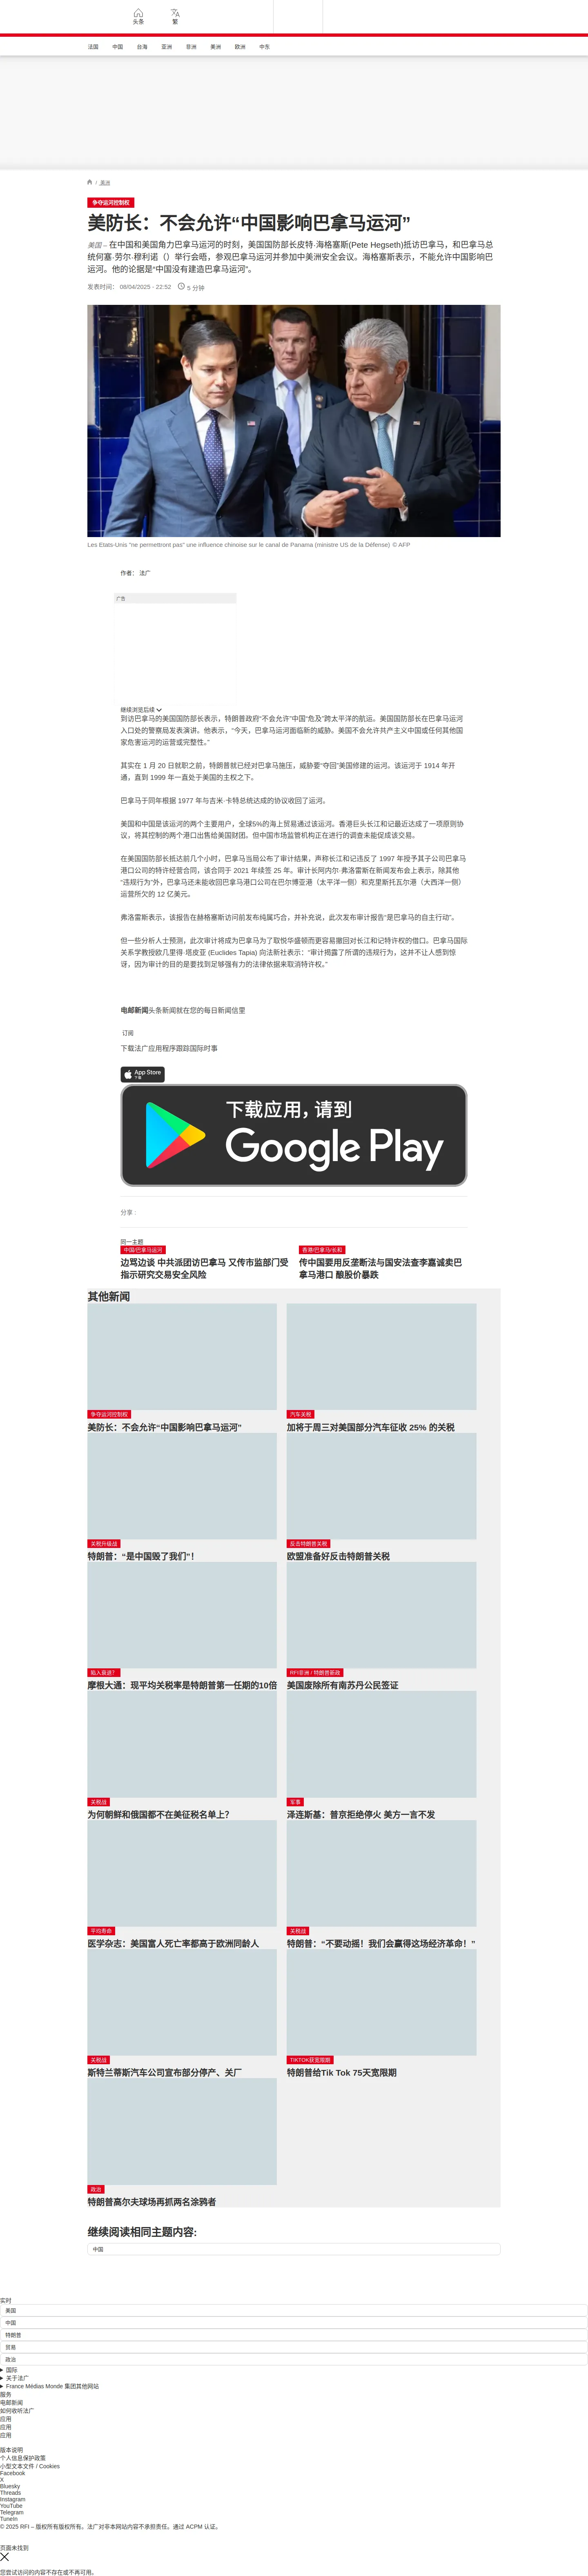 头条
繁
法国
中国
台海
亚洲
非洲
美洲
欧洲
中东
/ 美洲
争夺运河控制权
美防长：不会允许“中国影响巴拿马运河”
美国 – 在中国和美国角力巴拿马运河的时刻，美国国防部长皮特·海格塞斯(Pete Hegseth)抵访巴拿马，和巴拿马总
统何塞·劳尔·穆利诺（）举行会晤，参观巴拿马运河并参加中美洲安全会议。海格塞斯表示，不能允许中国影响巴
运河。他的论据是“中国没有建造巴拿马运河”。
发表时间： 08/04/2025 - 22:52
5 分钟
Les Etats-Unis "ne permettront pas" une influence chinoise sur le canal de Panama (ministre US de la Défense) © AFP
作者： 法广
广告
继续浏览后续
到访巴拿马的美国国防部长表示，特朗普政府“不会允许”中国“危及”跨太平洋的航运。美国国防部长在巴拿马运河
入口处的警察局发表演讲。他表示，“今天，巴拿马运河面临新的威胁。美国不会允许共产主义中国或任何其他国
家危害运河的运营或完整性。”
其实在 1 月 20 日就职之前，特朗普就已经对巴拿马施压，威胁要“夺回”美国修建的运河。该运河于 1914 年开
通，直到 1999 年一直处于美国的主权之下。
巴拿马于同年根据 1977 年与吉米·卡特总统达成的协议收回了运河。
美国和中国是该运河的两个主要用户，全球5%的海上贸易通过该运河。香港巨头长江和记最近达成了一项原则协
议，将其控制的两个港口出售给美国财团。但中国市场监管机构正在进行的调查未能促成该交易。
在美国国防部长抵达前几个小时，巴拿马当局公布了审计结果，声称长江和记违反了 1997 年授予其子公司巴拿马
港口公司的特许经营合同，该合同于 2021 年续签 25 年。审计长阿内尔·弗洛雷斯在新闻发布会上表示，除其他
“违规行为”外，巴拿马还未能收回巴拿马港口公司在巴尔博亚港（太平洋一侧）和克里斯托瓦尔港（大西洋一侧）
运营所欠的 12 亿美元。
弗洛雷斯表示，该报告在赫格塞斯访问前发布纯属巧合，并补充说，此次发布审计报告“是巴拿马的自主行动”。
但一些分析人士预测，此次审计将成为巴拿马为了取悦华盛顿而更容易撤回对长江和记特许权的借口。巴拿马国际
关系学教授欧几里得·塔皮亚 (Euclides Tapia) 向法新社表示：“审计揭露了所谓的违规行为，这并不让人感到惊
讶，因为审计的目的是要找到足够强有力的法律依据来取消特许权。”
电邮新闻头条新闻就在您的每日新闻信里
订阅
下载法广应用程序跟踪国际时事
App Store
下载
下载应用，请到
Google Play
分享 :
同一主题
中国/巴拿马运河
边骂边谈 中共派团访巴拿马 又传市监部门受
指示研究交易安全风险
香港/巴拿马/长和
传中国要用反垄断法与国安法查李嘉诚卖巴
拿马港口 酿股价暴跌
其他新闻
争夺运河控制权
美防长：不会允许“中国影响巴拿马运河”
汽车关税
加将于周三对美国部分汽车征收 25% 的关税
关税升级战
特朗普：“是中国毁了我们”！
反击特朗普关税
欧盟准备好反击特朗普关税
陷入衰退？
摩根大通：现平均关税率是特朗普第一任期的10倍
RFI非洲 / 特朗普新政
美国废除所有南苏丹公民签证
关税战
为何朝鲜和俄国都不在美征税名单上？
军事
泽连斯基：普京拒绝停火 美方一言不发
平均寿命
医学杂志：美国富人死亡率都高于欧洲同龄人
关税战
特朗普：“不要动摇！我们会赢得这场经济革命！”
关税战
斯特兰蒂斯汽车公司宣布部分停产、关厂
TIKTOK获宽限期
特朗普给Tik Tok 75天宽限期
政治
特朗普高尔夫球场再抓两名涂鸦者
继续阅读相同主题内容:
中国
实时
美国
中国
特朗普
贸易
政治
国际
关于法广
France Médias Monde 集团其他网站
服务
电邮新闻
如何收听法广
应用
应用
应用
版本说明
个人信息保护政策
小型文本文件 / Cookies
Facebook
X
Bluesky
Threads
Instagram
YouTube
Telegram
TuneIn
© 2025 RFI – 版权所有版权所有。法广对非本网站内容不承担责任。通过 ACPM 认证。
页面未找到
您尝试访问的内容不存在或不再可用。